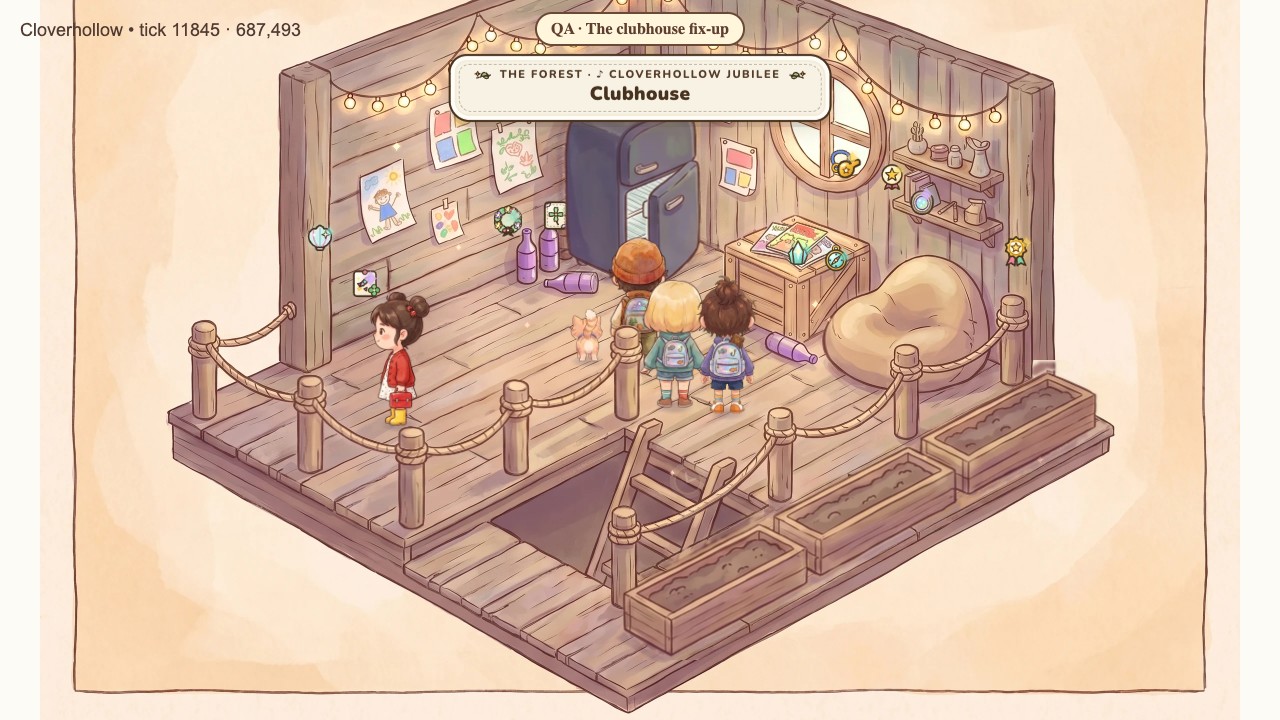 Cloverhollow • tick 11845 · 687,493
QA · The clubhouse fix-up
THE FOREST · ♪ CLOVERHOLLOW JUBILEE
Clubhouse